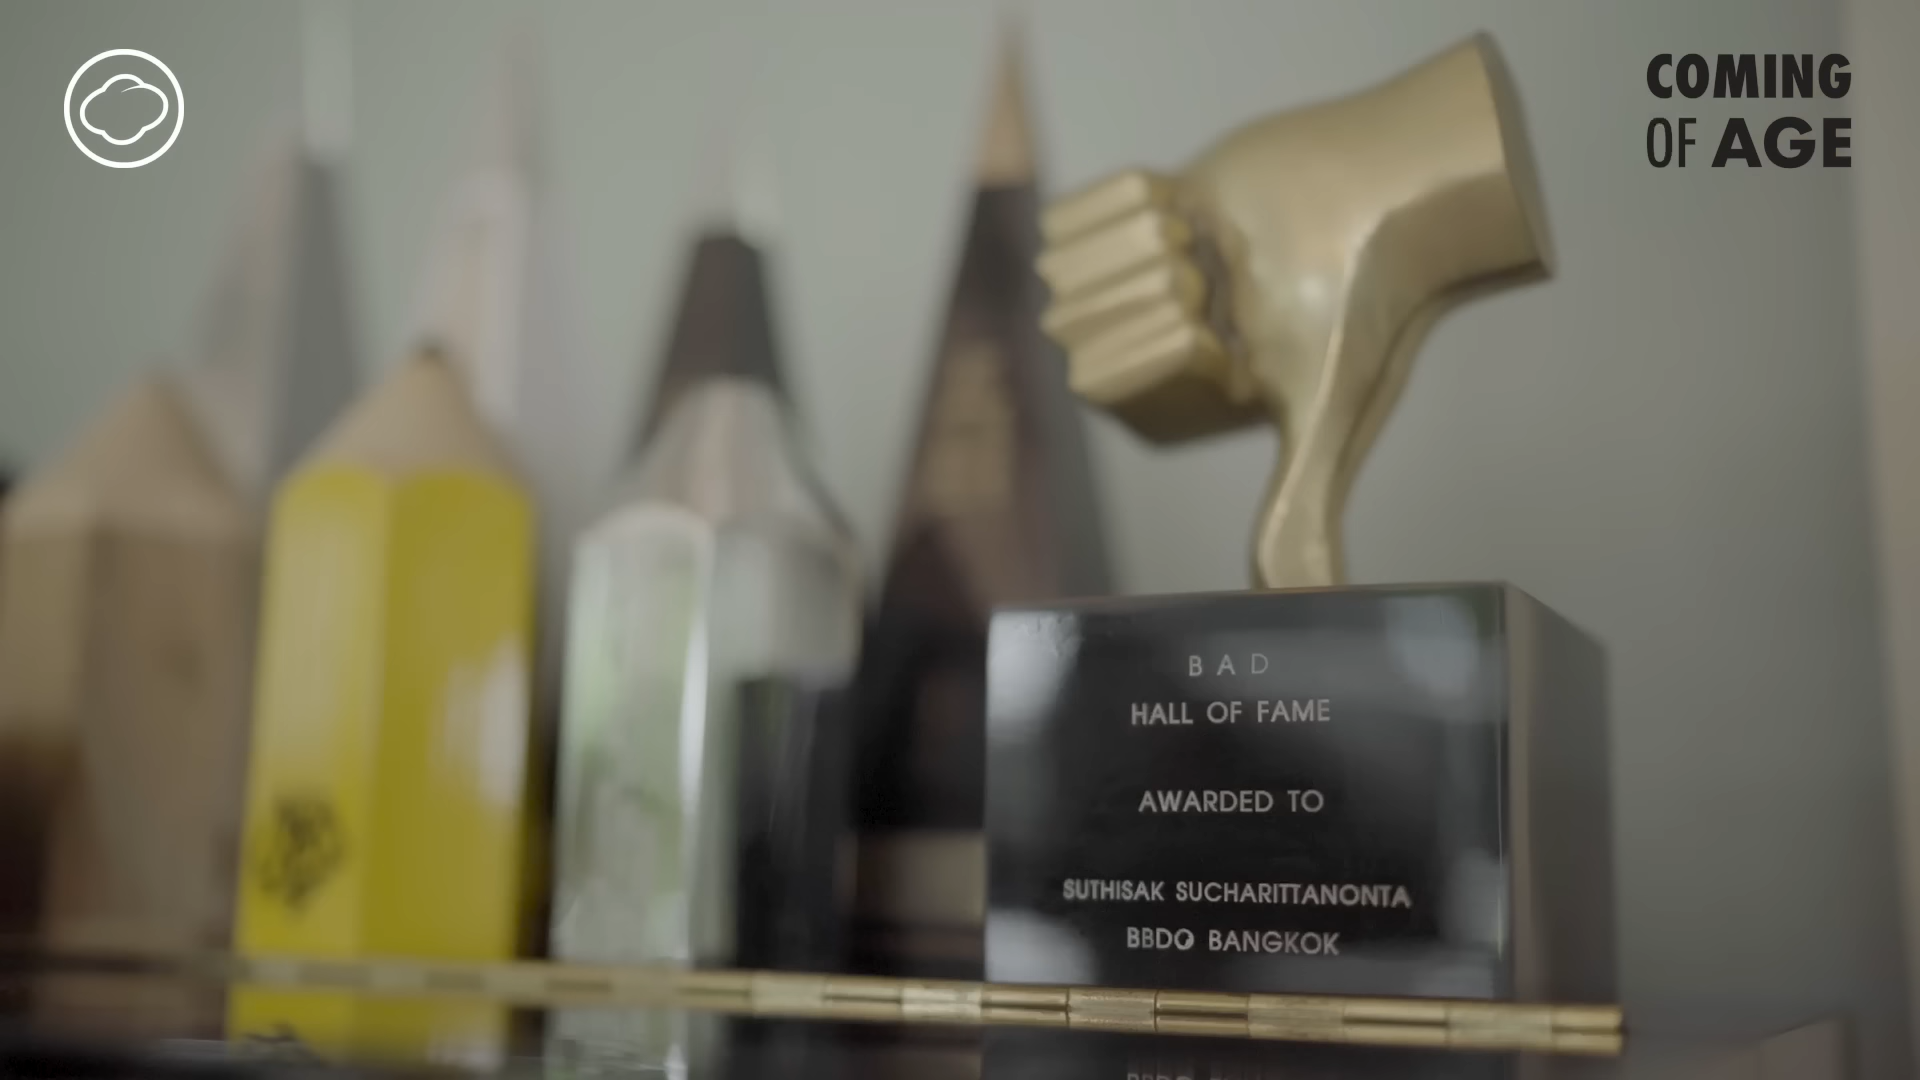 COMING
OF AGE
BAD
HALL OF FAME
AWARDED TO
SUTHISAK SUCHARITTANONTA
BBDO BANGKOK